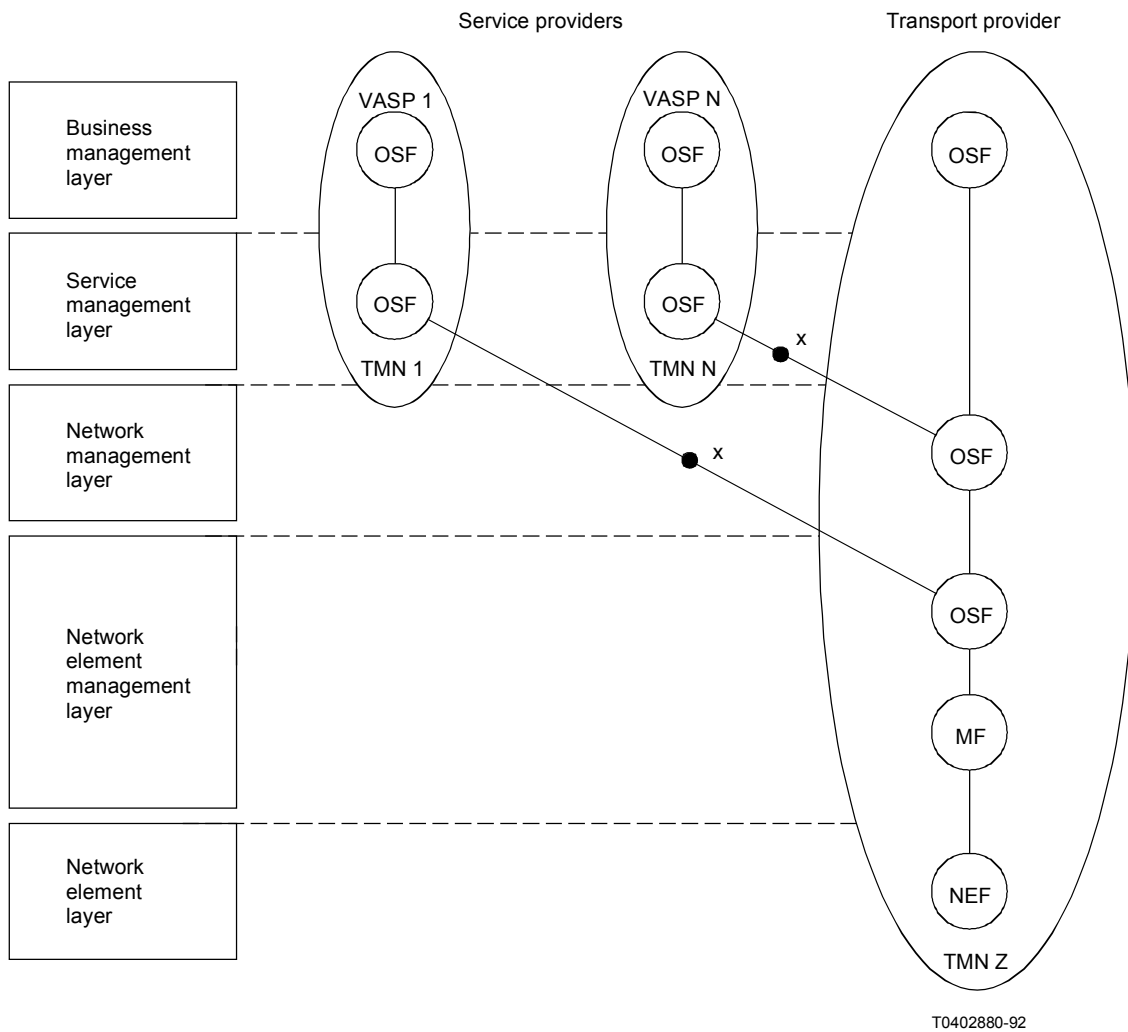 Service providers
Transport provider
Business
management
layer
VASP 1
OSF
VASP N
OSF
OSF
Service
management
layer
OSF
TMN 1
OSF
TMN N
x
Network
management
layer
x
OSF
Network
element
management
layer
OSF
MF
Network
element
layer
NEF
TMN Z
T0402880-92